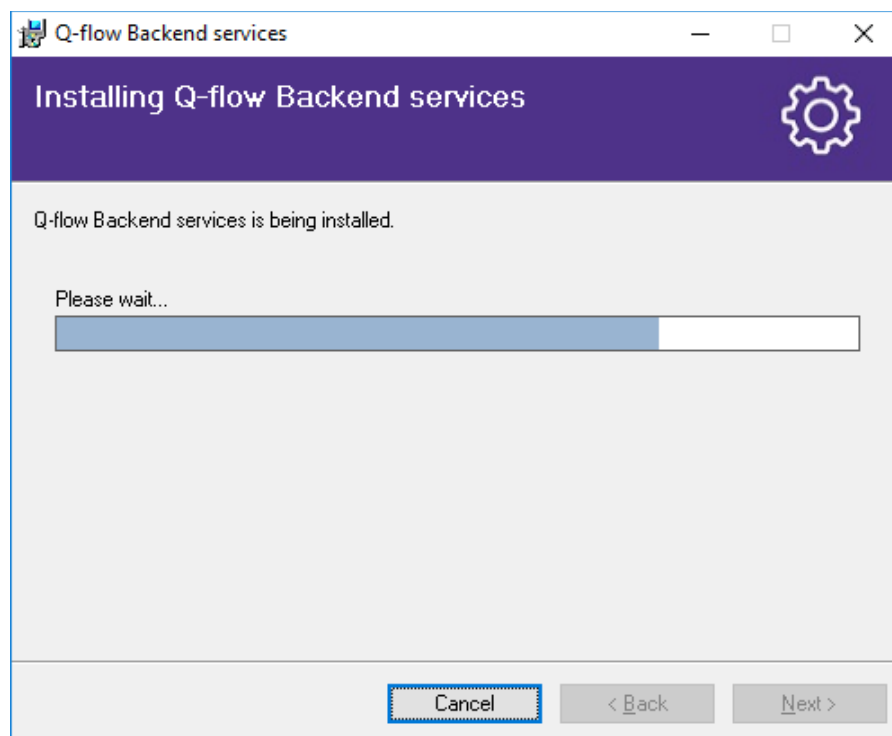 Q-flow Backend services
Installing Q-flow Backend services
Q-flow Backend services is being installed.
Please wait...
Cancel
< Back
Next >